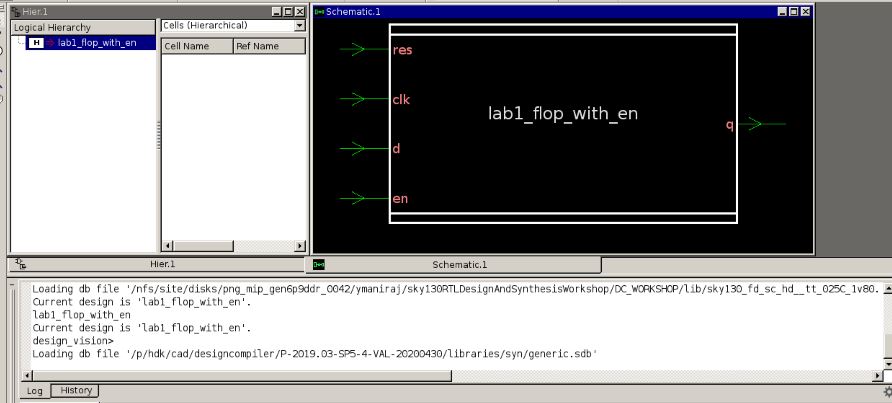 Hier.1
Logical Hierarchy
H lab1_flop_with_en
Cells (Hierarchical)
Cell Name Ref Name
Schematic.1
res
clk
d
en
lab1_flop_with_en
q
Hier.1
Schematic.1
Loading db file '/nfs/site/disks/png_mip_gen6p9ddr_0042/ymaniraj/sky130RTLDesignAndSynthesisWorkshop/DC_WORKSHOP/lib/sky130_fd_sc_hd__tt_025C_1v80.
Current design is 'lab1_flop_with_en'.
lab1_flop_with_en
Current design is 'lab1_flop_with_en'.
design_vision>
Loading db file '/p/hdk/cad/designcompiler/P-2019.03-SP5-4-VAL-20200430/libraries/syn/generic.sdb'
Log History